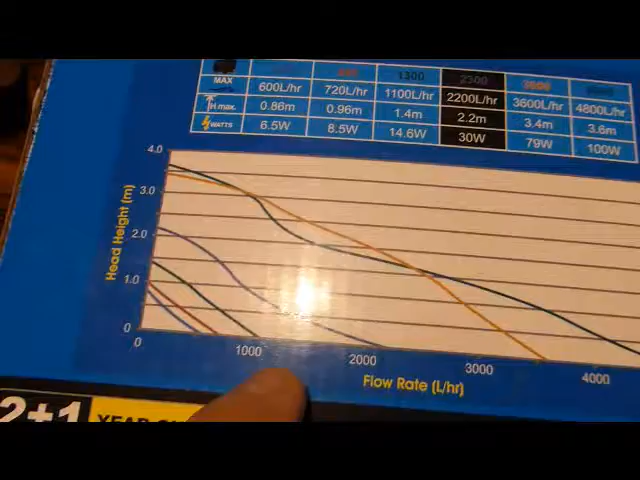 1300 2300
MAX 600L/hr 720L/hr 1100L/hr 2200L/hr 3600L/hr 4800L/hr
H max. 0.86m 0.96m 1.4m 2.2m 3.4m 3.6m
WATTS 6.5W 8.5W 14.6W 30W 79W 100W
4.0
3.0
2.0
1.0
0
Head Height (m)
0 1000 2000 3000 4000
Flow Rate (L/hr)
2+1 YEAR